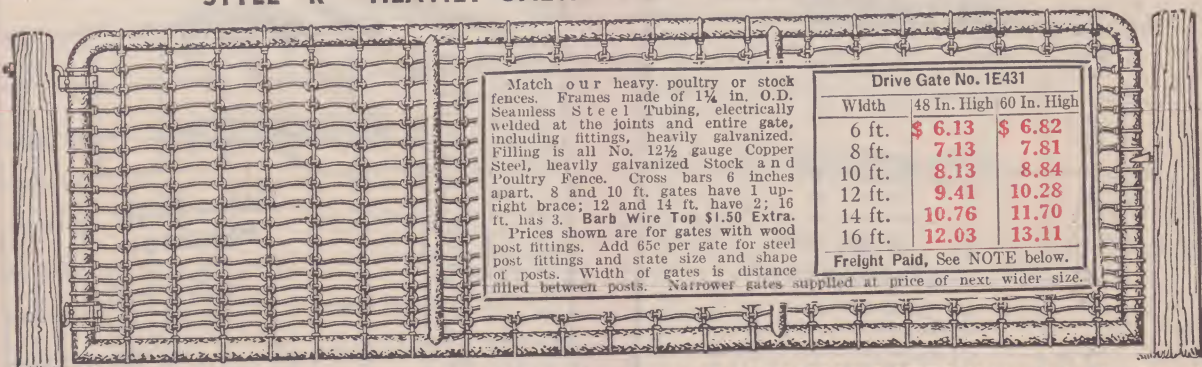 Match our heavy poultry or stock
fences. Frames made of 1¼ in. O.D.
Seamless Steel Tubing, electrically
welded at the joints and entire gate,
including fittings, heavily galvanized.
Filling is all No. 12½ gauge Copper
Steel, heavily galvanized Stock and
Poultry Fence. Cross bars 6 inches
apart. 8 and 10 ft. gates have 1 up-
right brace; 12 and 14 ft. have 2; 16
ft. has 3. Barb Wire Top $1.50 Extra.
Prices shown are for gates with wood
post fittings. Add 65c per gate for steel
post fittings and state size and shape
of posts. Width of gates is distance
filled between posts. Narrower gates supplied at price of next wider size.
Drive Gate No. 1E431
Width 48 In. High 60 In. High
6 ft. $ 6.13 $ 6.82
8 ft. 7.13 7.81
10 ft. 8.13 8.84
12 ft. 9.41 10.28
14 ft. 10.76 11.70
16 ft. 12.03 13.11
Freight Paid, See NOTE below.